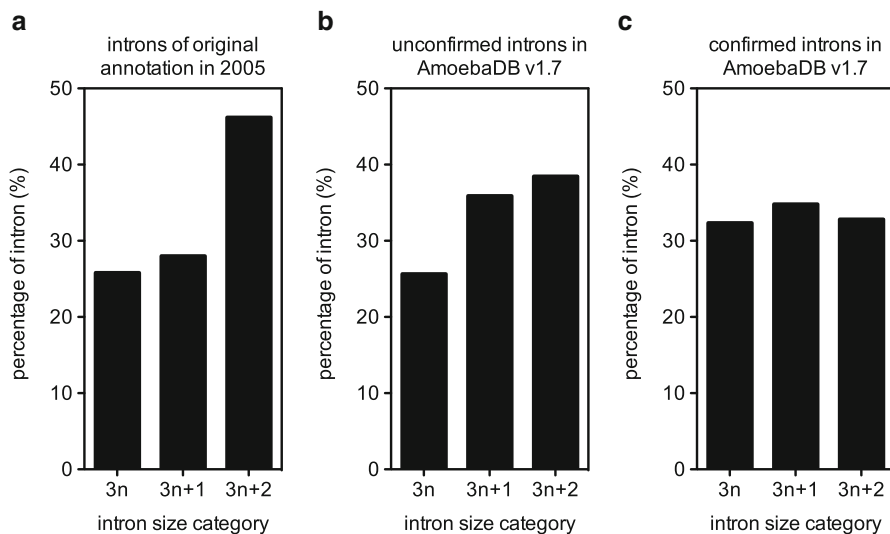 a
introns of original
annotation in 2005
percentage of intron (%)
50
40
30
20
10
0
3n 3n+1 3n+2
intron size category
b
unconfirmed introns in
AmoebaDB v1.7
percentage of intron (%)
50
40
30
20
10
0
3n 3n+1 3n+2
intron size category
c
confirmed introns in
AmoebaDB v1.7
percentage of intron (%)
50
40
30
20
10
0
3n 3n+1 3n+2
intron size category